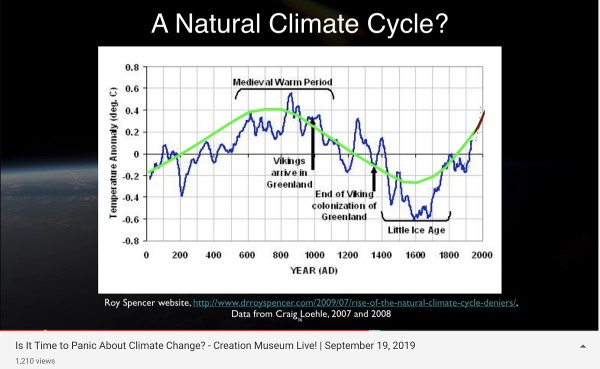 A Natural Climate Cycle?
0.8
0.6
0.4
0.2
0
-0.2
-0.4
-0.6
-0.8
Temperature Anomaly (deg. C)
Medieval Warm Period
Vikings
arrive in
Greenland
End of Viking
colonization of
Greenland
Little Ice Age
0 200 400 600 800 1000 1200 1400 1600 1800 2000
YEAR (AD)
Roy Spencer website, http://www.drroyspencer.com/2009/07/rise-of-the-natural-climate-cycle-deniers/,
Data from Craig Loehle, 2007 and 2008
Is It Time to Panic About Climate Change? - Creation Museum Live! | September 19, 2019
1,210 views